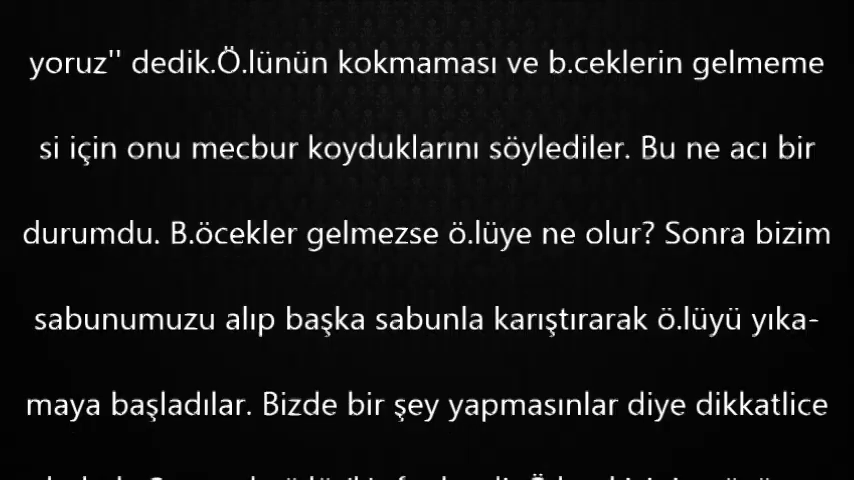 yoruz'' dedik.Ö.lünün kokmaması ve b.ceklerin gelmeme
si için onu mecbur koyduklarını söylediler. Bu ne acı bir
durumdu. B.öcekler gelmezse ö.lüye ne olur? Sonra bizim
sabunumuzu alıp başka sabunla karıştırarak ö.lüyü yıka-
maya başladılar. Bizde bir şey yapmasınlar diye dikkatlice